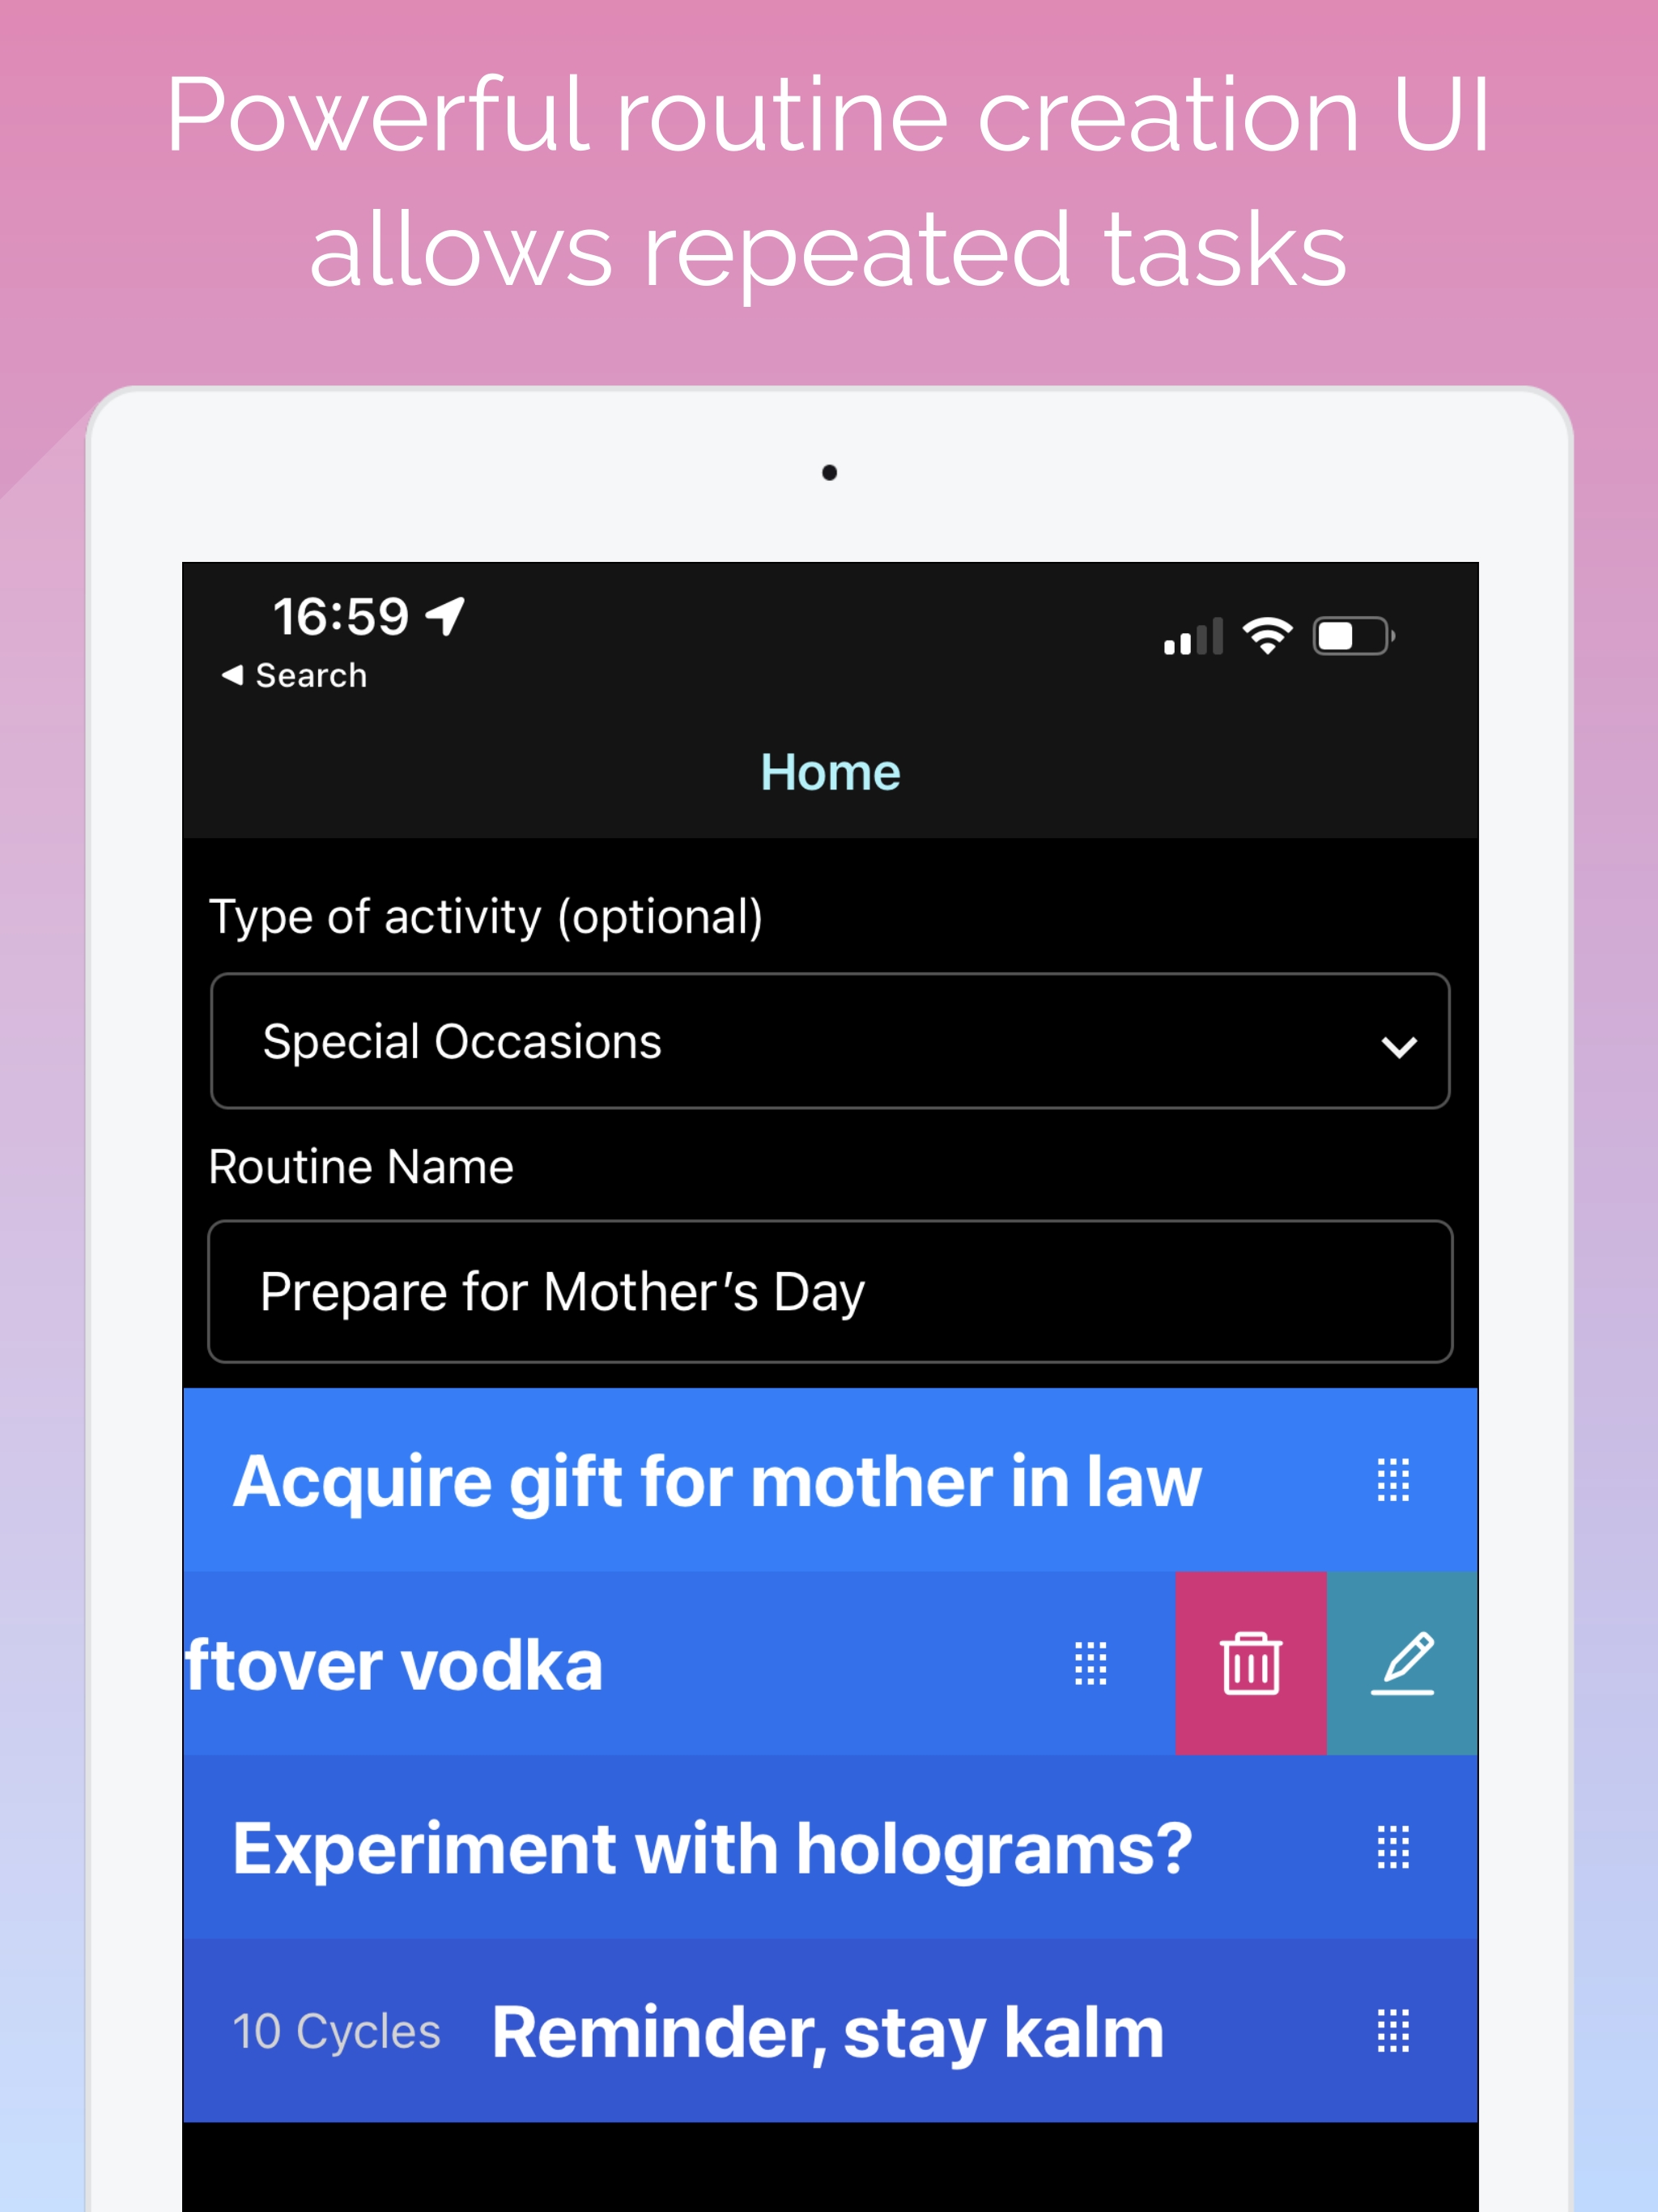 Powerful routine creation UI
allows repeated tasks
16:59
Search
Home
Type of activity (optional)
Special Occasions
Routine Name
Prepare for Mother’s Day
Acquire gift for mother in law
ftover vodka
Experiment with holograms?
10 Cycles Reminder, stay kalm